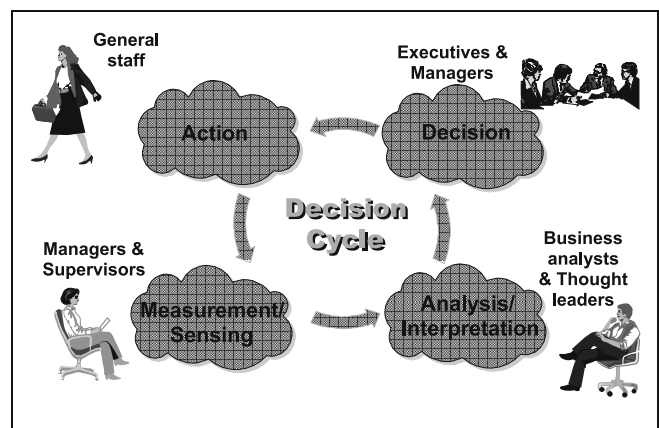 General
staff
Executives &
Managers
Action
Decision
Decision
Cycle
Managers &
Supervisors
Business
analysts
& Thought
leaders
Measurement/
Sensing
Analysis/
Interpretation